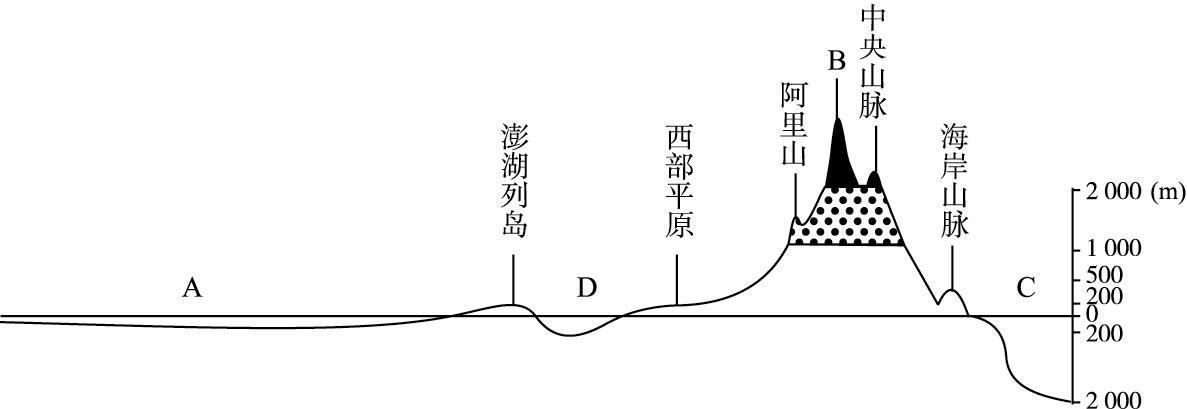 中央山脉
B
阿里山
澎湖列岛
西部平原
海岸山脉
A
D
C
2 000 (m)
1 000
500
200
0
200
2 000